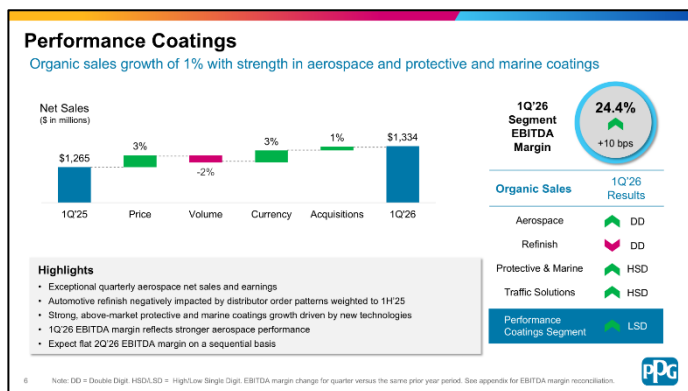 Performance Coatings
Organic sales growth of 1% with strength in aerospace and protective and marine coatings
Net Sales
($ in millions)
$1,265
3%
-2%
3%
1%
$1,334
1Q'25
Price
Volume
Currency
Acquisitions
1Q'26
1Q'26
Segment
EBITDA
Margin
24.4%
+10 bps
Organic Sales
1Q'26
Results
Aerospace
DD
Refinish
DD
Protective & Marine
HSD
Traffic Solutions
HSD
Performance
Coatings Segment
LSD
Highlights
• Exceptional quarterly aerospace net sales and earnings
• Automotive refinish negatively impacted by distributor order patterns weighted to 1H'25
• Strong, above-market protective and marine coatings growth driven by new technologies
• 1Q'26 EBITDA margin reflects stronger aerospace performance
• Expect flat 2Q'26 EBITDA margin on a sequential basis
6
Note: DD = Double Digit. HSD/LSD = High/Low Single Digit. EBITDA margin change for quarter versus the same prior year period. See appendix for EBITDA margin reconciliation.
PPG